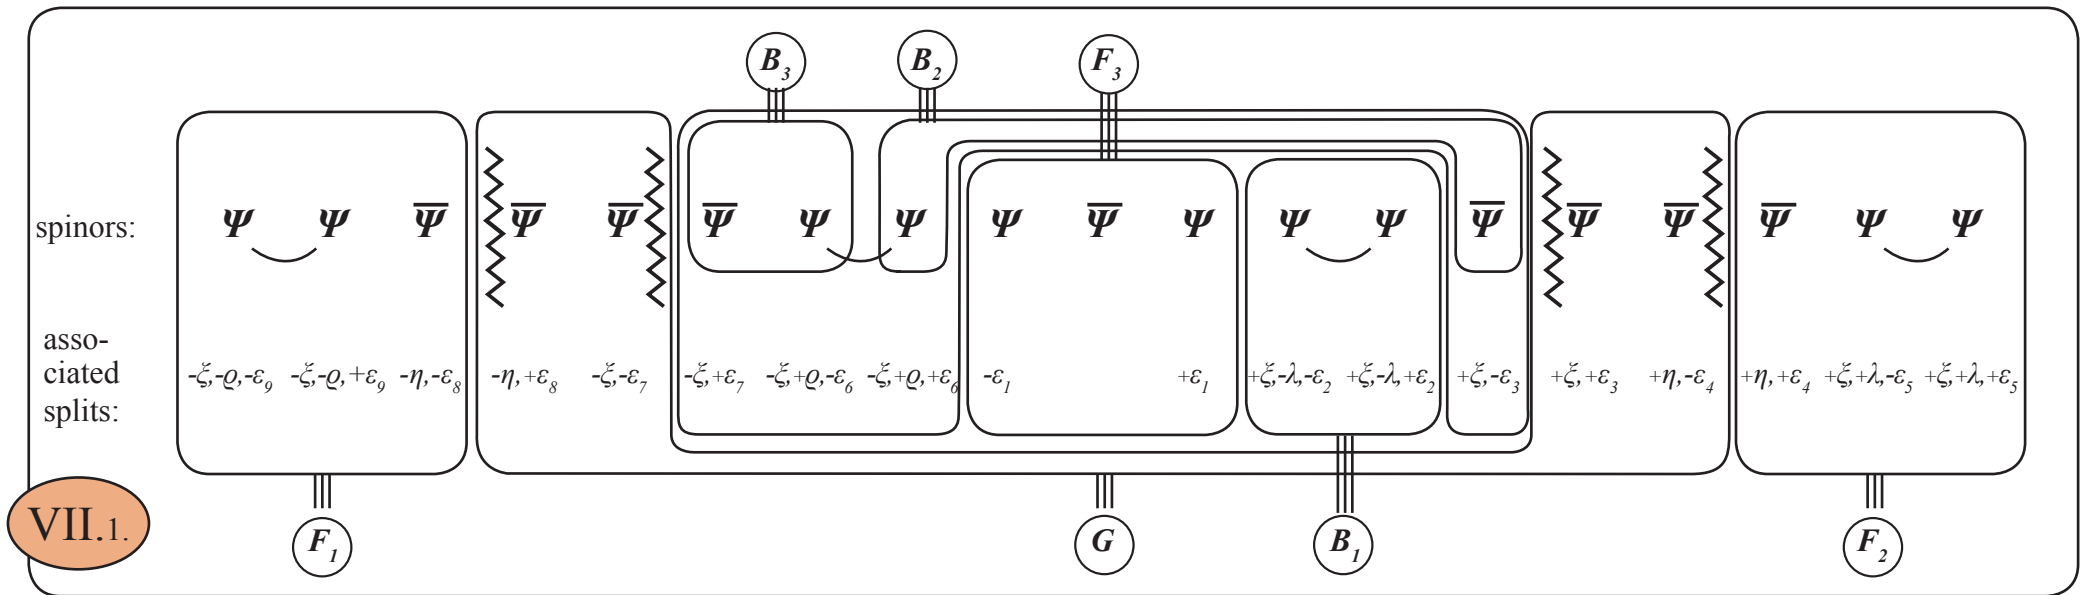 B₃ B₂ F₃
spinors: Ψ Ψ Ψ̅ Ψ̅ Ψ̅ Ψ̅ Ψ Ψ Ψ Ψ̅ Ψ Ψ Ψ Ψ̅ Ψ̅ Ψ̅ Ψ̅ Ψ Ψ
asso-
ciated -ξ,-ϱ,-ε₉ -ξ,-ϱ,+ε₉ -η,-ε₈ -η,+ε₈ -ξ,-ε₇ -ξ,+ε₇ -ξ,+ϱ,-ε₆ -ξ,+ϱ,+ε₆ -ε₁ +ε₁ +ξ,-λ,-ε₂ +ξ,-λ,+ε₂ +ξ,-ε₃ +ξ,+ε₃ +η,-ε₄ +η,+ε₄ +ξ,+λ,-ε₅ +ξ,+λ,+ε₅
splits:
VII.1. F₁ G B₁ F₂